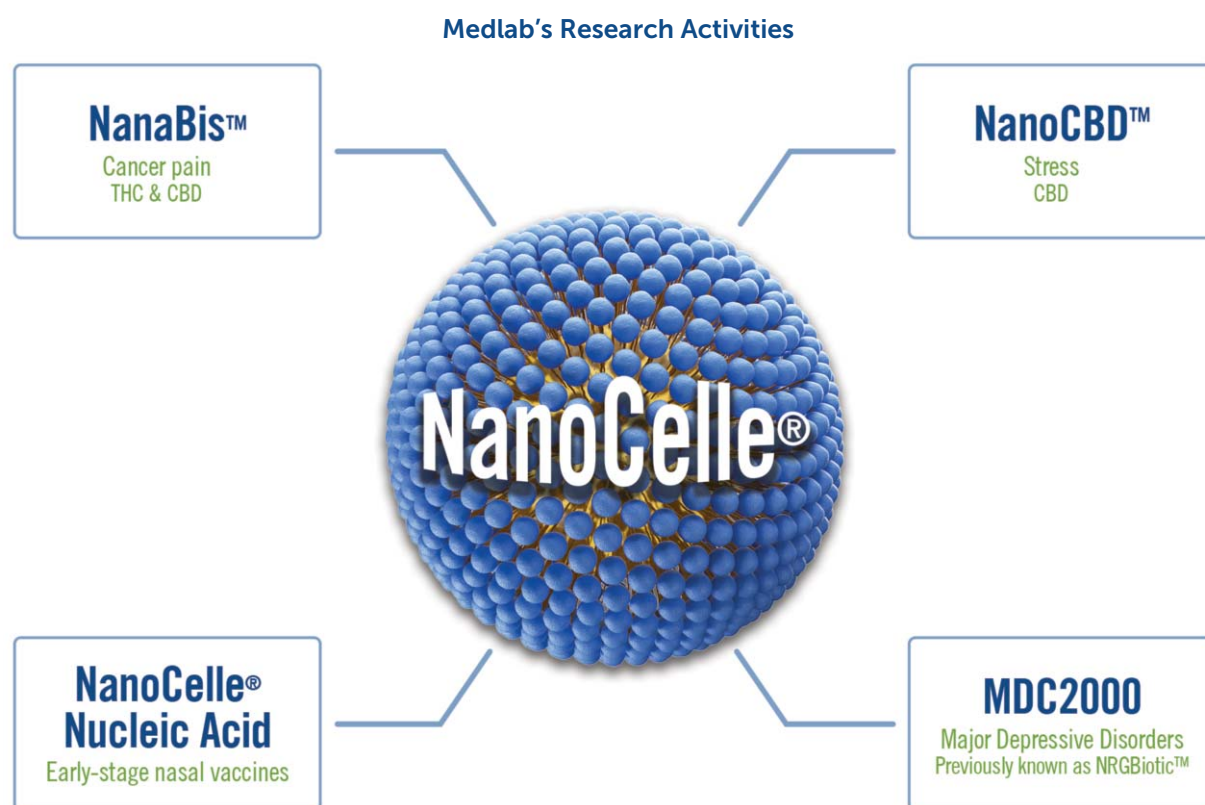 Medlab's Research Activities
NanaBis™
Cancer pain
THC & CBD
NanoCBD™
Stress
CBD
NanoCelle®
NanoCelle®
Nucleic Acid
Early-stage nasal vaccines
MDC2000
Major Depressive Disorders
Previously known as NRGBiotic™